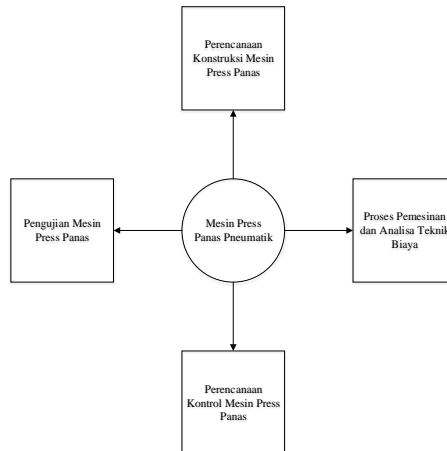 Perencanaan
Konstruksi Mesin
Press Panas
Pengujian Mesin
Press Panas
Mesin Press
Panas Pneumatik
Proses Pemesinan
dan Analisa Teknik
Biaya
Perencanaan
Kontrol Mesin Press
Panas